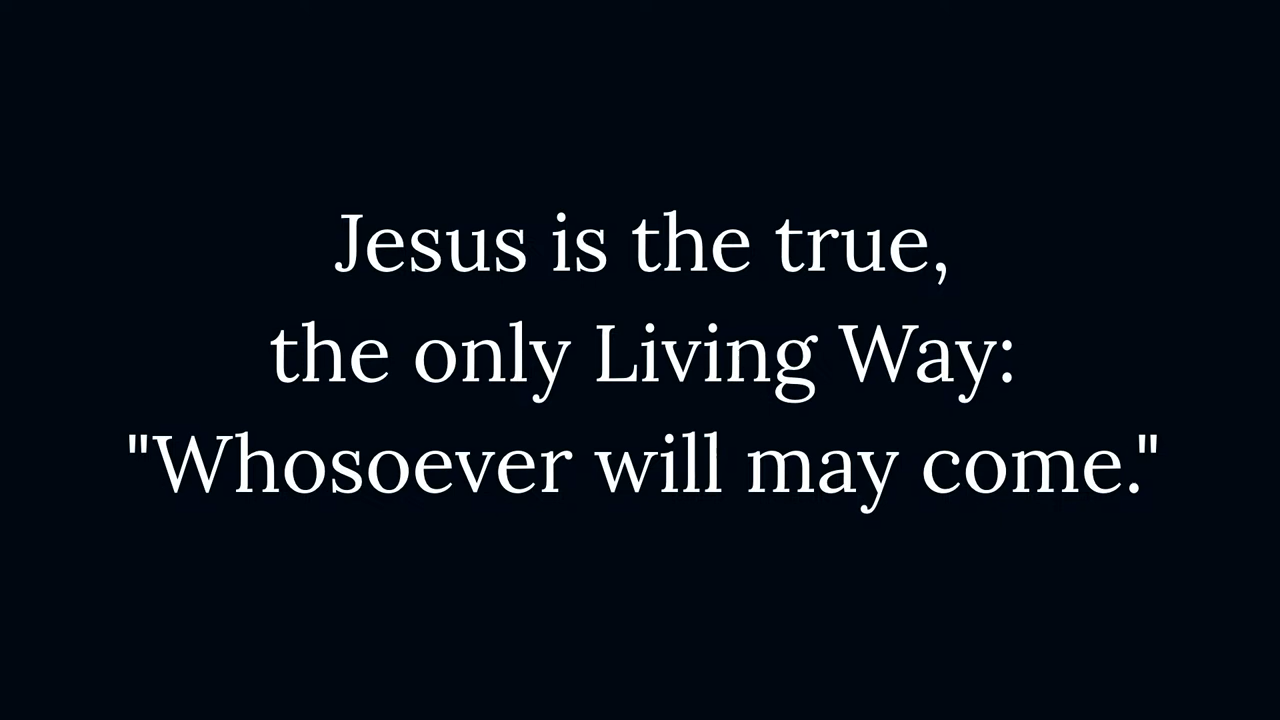 Jesus is the true,
the only Living Way:
"Whosoever will may come."